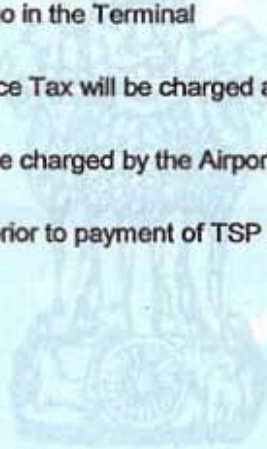 o in the Terminal
ce Tax will be charged a
e charged by the Airpor
rior to payment of TSP